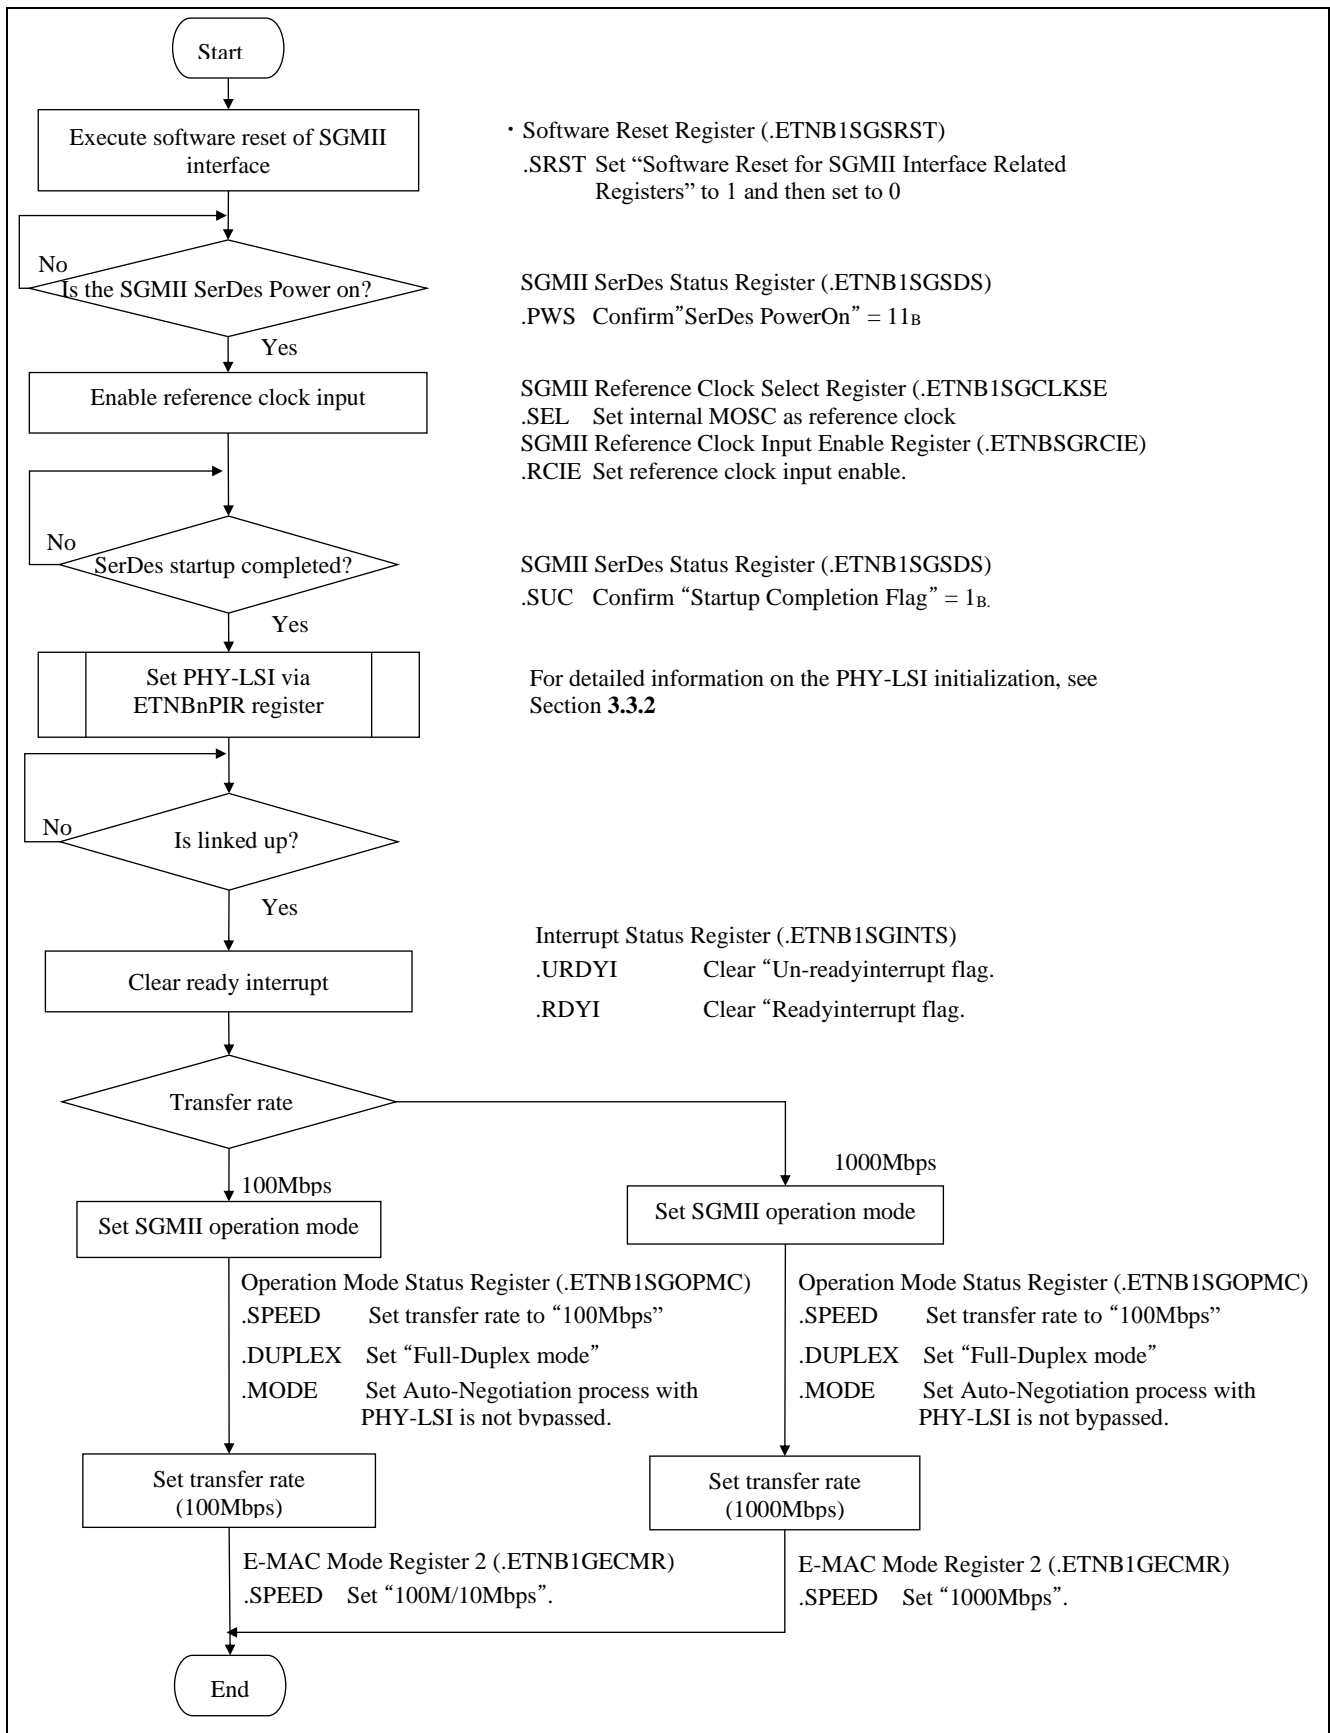 Start
Execute software reset of SGMII
interface
・Software Reset Register (.ETNB1SGSRST)
.SRST Set “Software Reset for SGMII Interface Related
Registers” to 1 and then set to 0
No
Is the SGMII SerDes Power on?
SGMII SerDes Status Register (.ETNB1SGSDS)
.PWS Confirm”SerDes PowerOn” = 11B
Yes
Enable reference clock input
SGMII Reference Clock Select Register (.ETNB1SGCLKSE
.SEL Set internal MOSC as reference clock
SGMII Reference Clock Input Enable Register (.ETNBSGRCIE)
.RCIE Set reference clock input enable.
No
SerDes startup completed?
SGMII SerDes Status Register (.ETNB1SGSDS)
.SUC Confirm “Startup Completion Flag” = 1B.
Yes
Set PHY-LSI via
ETNBnPIR register
For detailed information on the PHY-LSI initialization, see
Section 3.3.2
No
Is linked up?
Yes
Clear ready interrupt
Interrupt Status Register (.ETNB1SGINTS)
.URDYI Clear “Un-readyinterrupt flag.
.RDYI Clear “Readyinterrupt flag.
Transfer rate
100Mbps
1000Mbps
Set SGMII operation mode
Set SGMII operation mode
Operation Mode Status Register (.ETNB1SGOPMC)
.SPEED Set transfer rate to “100Mbps”
.DUPLEX Set “Full-Duplex mode”
.MODE Set Auto-Negotiation process with
PHY-LSI is not bypassed.
Operation Mode Status Register (.ETNB1SGOPMC)
.SPEED Set transfer rate to “100Mbps”
.DUPLEX Set “Full-Duplex mode”
.MODE Set Auto-Negotiation process with
PHY-LSI is not bypassed.
Set transfer rate
(100Mbps)
Set transfer rate
(1000Mbps)
E-MAC Mode Register 2 (.ETNB1GECMR)
.SPEED Set “100M/10Mbps”.
E-MAC Mode Register 2 (.ETNB1GECMR)
.SPEED Set “1000Mbps”.
End